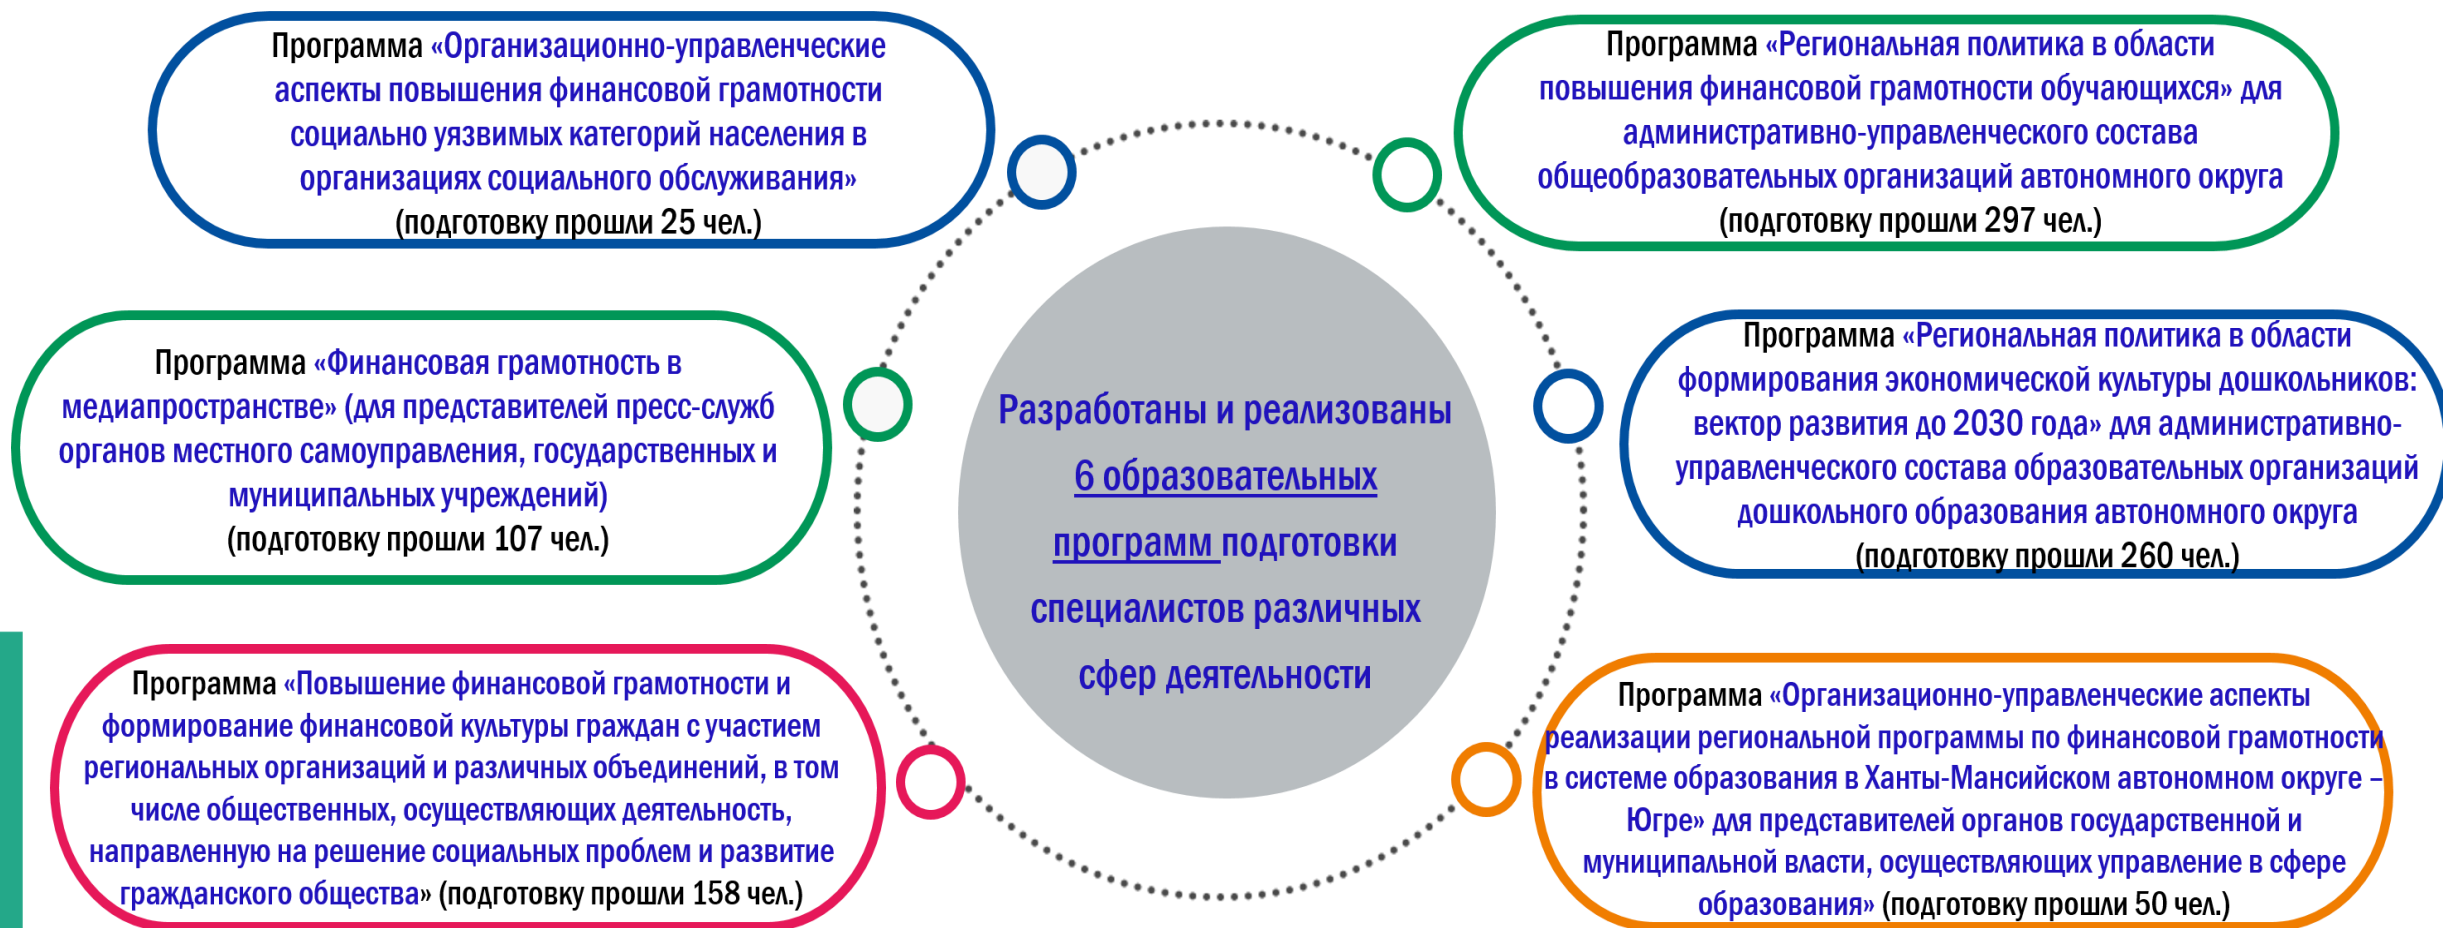 Программа «Организационно-управленческие
аспекты повышения финансовой грамотности
социально уязвимых категорий населения в
организациях социального обслуживания»
(подготовку прошли 25 чел.)
Программа «Региональная политика в области
повышения финансовой грамотности обучающихся» для
административно-управленческого состава
общеобразовательных организаций автономного округа
(подготовку прошли 297 чел.)
Программа «Финансовая грамотность в
медиапространстве» (для представителей пресс-служб
органов местного самоуправления, государственных и
муниципальных учреждений)
(подготовку прошли 107 чел.)
Разработаны и реализованы
6 образовательных
программ подготовки
специалистов различных
сфер деятельности
Программа «Региональная политика в области
формирования экономической культуры дошкольников:
вектор развития до 2030 года» для административно-
управленческого состава образовательных организаций
дошкольного образования автономного округа
(подготовку прошли 260 чел.)
Программа «Повышение финансовой грамотности и
формирование финансовой культуры граждан с участием
региональных организаций и различных объединений, в том
числе общественных, осуществляющих деятельность,
направленную на решение социальных проблем и развитие
гражданского общества» (подготовку прошли 158 чел.)
Программа «Организационно-управленческие аспекты
реализации региональной программы по финансовой грамотности
в системе образования в Ханты-Мансийском автономном округе –
Югре» для представителей органов государственной и
муниципальной власти, осуществляющих управление в сфере
образования» (подготовку прошли 50 чел.)